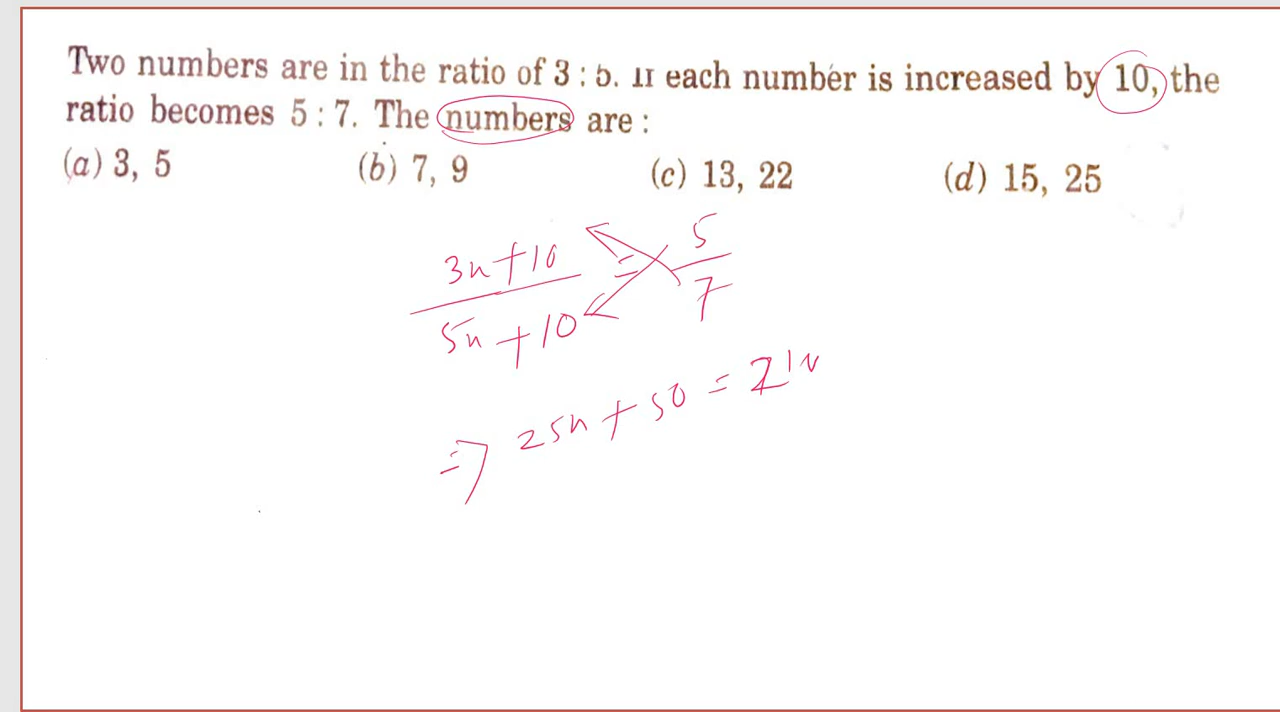 Two numbers are in the ratio of 3 : 5. If each number is increased by 10, the
ratio becomes 5 : 7. The numbers are :
(a) 3, 5 (b) 7, 9 (c) 13, 22 (d) 15, 25
3x+10 = 5
5x+10 7
=> 25x + 50 = 21x